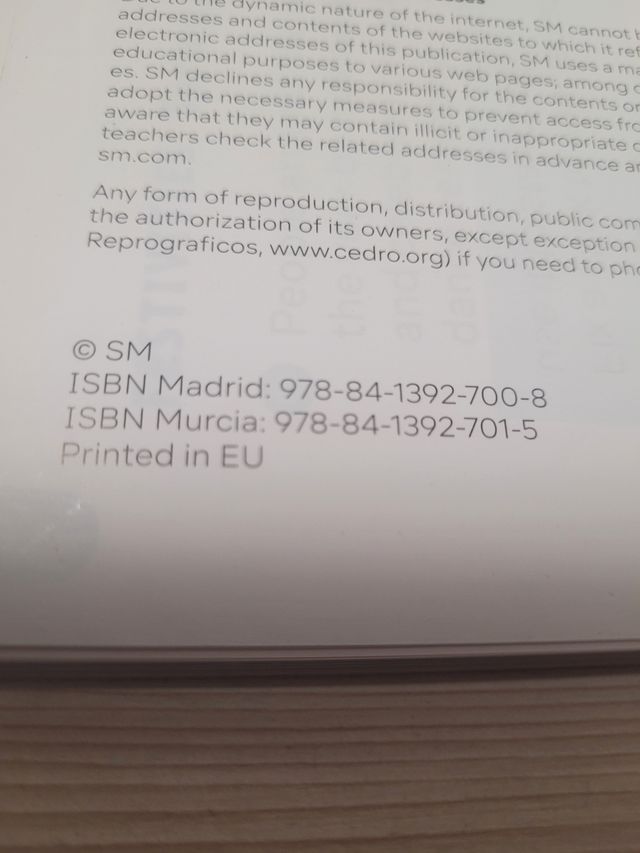 the dynamic nature of the internet, SM cannot
addresses and contents of the websites to which it
electronic addresses of this publication, SM uses a
educational purposes to various web pages; among
es. SM declines any responsibility for the contents
adopt the necessary measures to prevent access
aware that they may contain illicit or inappropriate
teachers check the related addresses in advance
sm.com.
Any form of reproduction, distribution, public
the authorization of its owners, except exception
Reprograficos, www.cedro.org) if you need to
© SM
ISBN Madrid: 978-84-1392-700-8
ISBN Murcia: 978-84-1392-701-5
Printed in EU